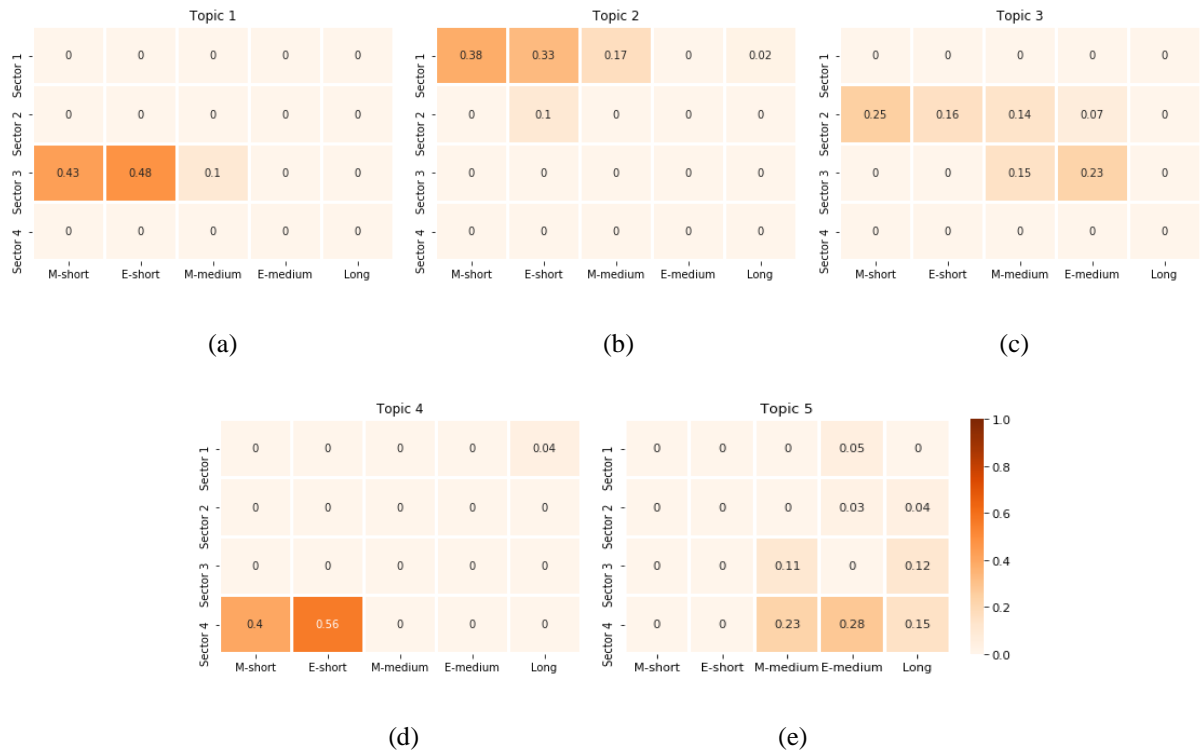 Topic 1
Sector 1 0 0 0 0 0
Sector 2 0 0 0 0 0
Sector 3 0.43 0.48 0.1 0 0
Sector 4 0 0 0 0 0
M-short E-short M-medium E-medium Long
(a)
Topic 2
Sector 1 0.38 0.33 0.17 0 0.02
Sector 2 0 0.1 0 0 0
Sector 3 0 0 0 0 0
Sector 4 0 0 0 0 0
M-short E-short M-medium E-medium Long
(b)
Topic 3
Sector 1 0 0 0 0 0
Sector 2 0.25 0.16 0.14 0.07 0
Sector 3 0 0 0.15 0.23 0
Sector 4 0 0 0 0 0
M-short E-short M-medium E-medium Long
(c)
Topic 4
Sector 1 0 0 0 0 0.04
Sector 2 0 0 0 0 0
Sector 3 0 0 0 0 0
Sector 4 0.4 0.56 0 0 0
M-short E-short M-medium E-medium Long
(d)
Topic 5
Sector 1 0 0 0 0.05 0
Sector 2 0 0 0 0.03 0.04
Sector 3 0 0 0.11 0 0.12
Sector 4 0 0 0.23 0.28 0.15
M-short E-short M-medium E-medium Long
1.0
0.8
0.6
0.4
0.2
0.0
(e)